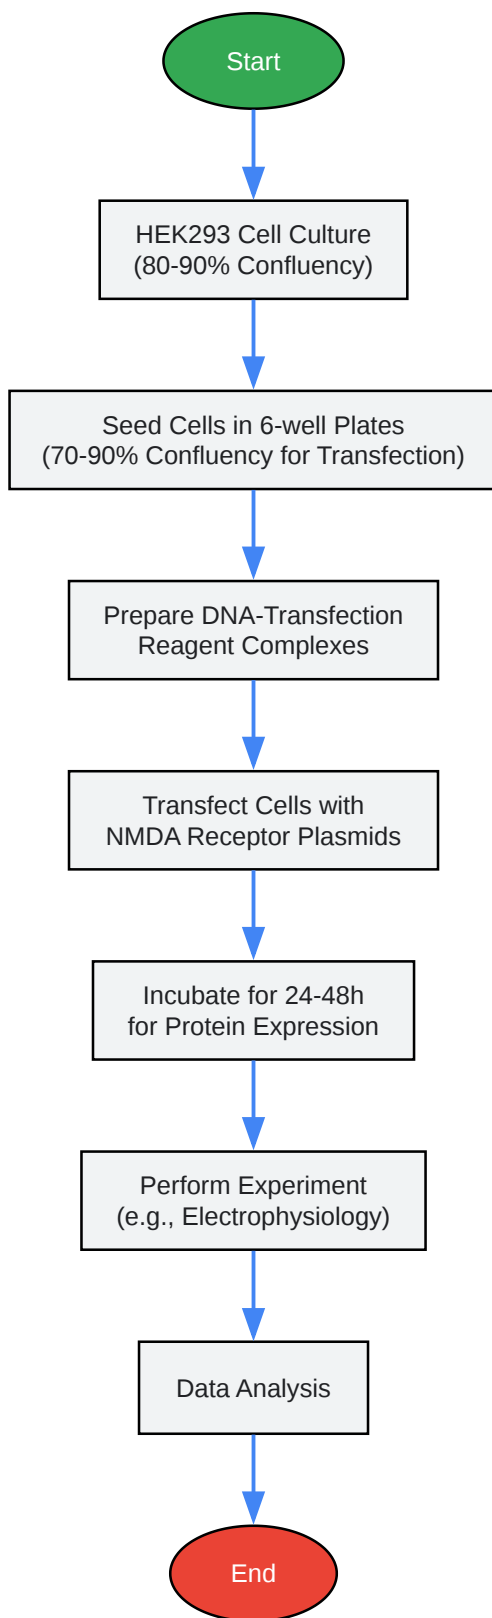 Start
HEK293 Cell Culture
(80-90% Confluency)
Seed Cells in 6-well Plates
(70-90% Confluency for Transfection)
Prepare DNA-Transfection
Reagent Complexes
Transfect Cells with
NMDA Receptor Plasmids
Incubate for 24-48h
for Protein Expression
Perform Experiment
(e.g., Electrophysiology)
Data Analysis
End